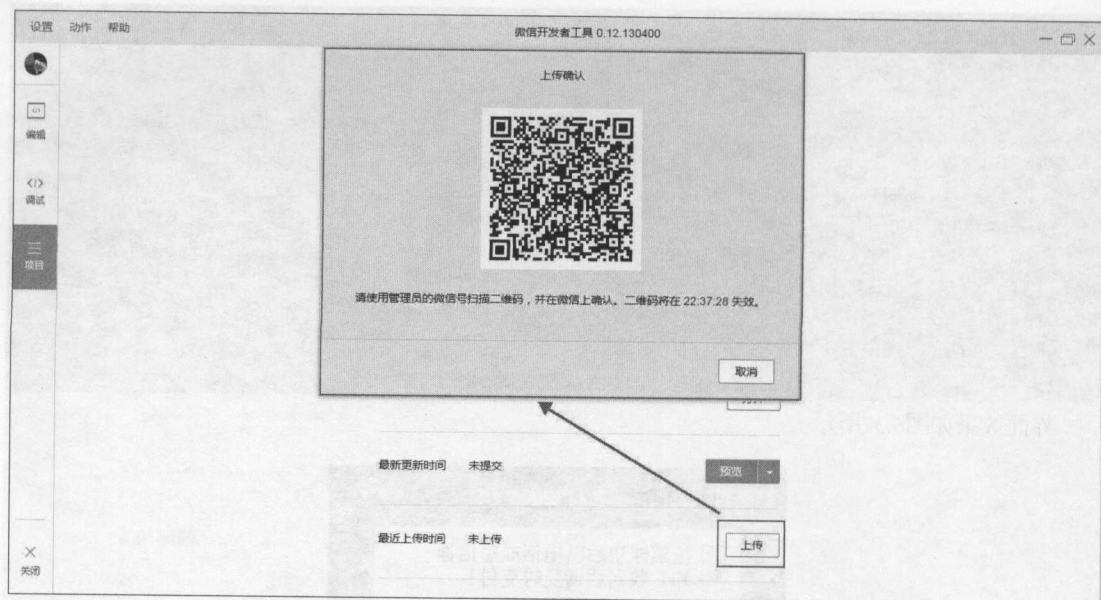 设置 动作 帮助 微信开发者工具 0.12.130400
上传确认
编辑
调试
项目
请使用管理员的微信号扫描二维码，并在微信上确认。二维码将在 22:37:28 失效。
取消
最新更新时间 未提交 预览
最近上传时间 未上传 上传
关闭